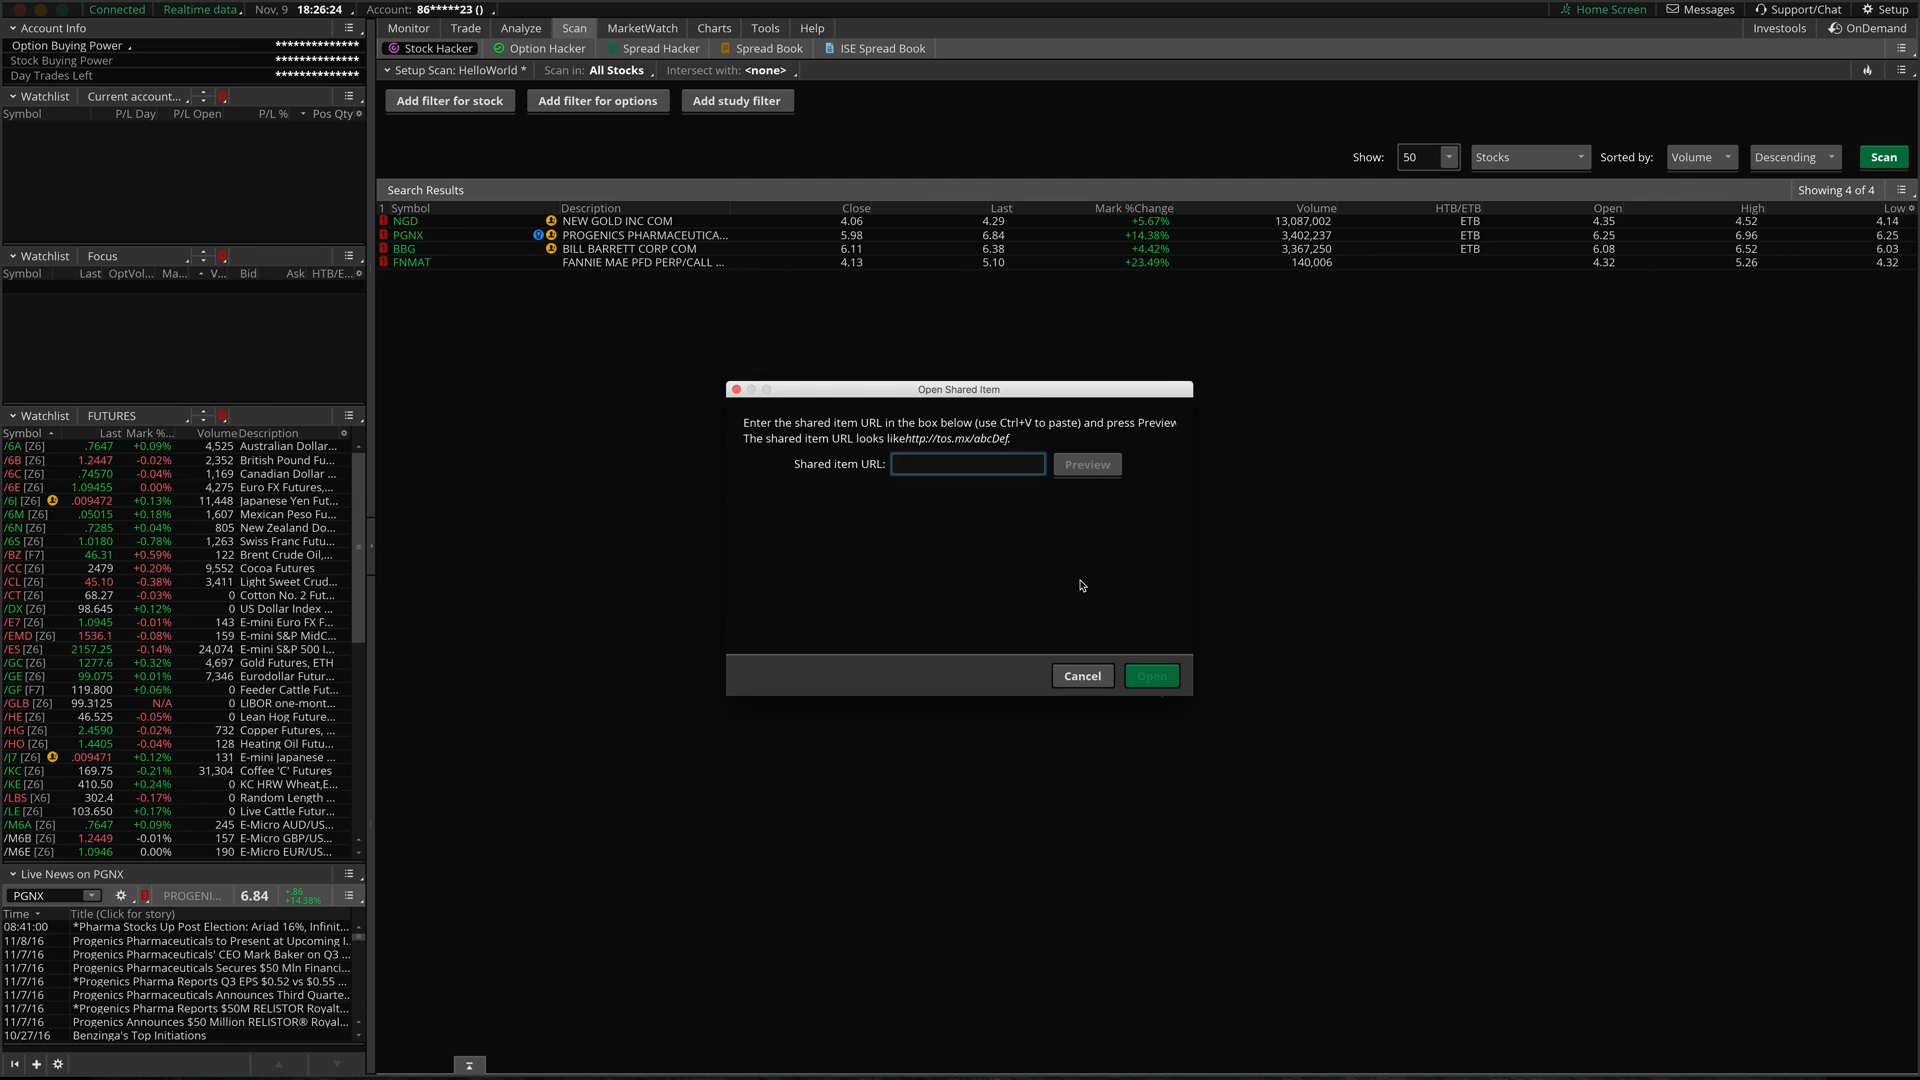 Connected Realtime data Nov, 9 18:26:24 Account: 86*****23 () Home Screen Messages Support/Chat Setup
Account Info
Option Buying Power **************
Stock Buying Power **************
Day Trades Left **************
Monitor Trade Analyze Scan MarketWatch Charts Tools Help Investools OnDemand
Stock Hacker Option Hacker Spread Hacker Spread Book ISE Spread Book
Setup Scan: HelloWorld * Scan in: All Stocks Intersect with: <none>
Add filter for stock Add filter for options Add study filter
Show: 50 Stocks Sorted by: Volume Descending Scan
Search Results Showing 4 of 4
1 Symbol Description Close Last Mark %Change Volume HTB/ETB Open High Low
NGD NEW GOLD INC COM 4.06 4.29 +5.67% 13,087,002 ETB 4.35 4.52 4.14
PGNX PROGENICS PHARMACEUTICA... 5.98 6.84 +14.38% 3,402,237 ETB 6.25 6.96 6.25
BBG BILL BARRETT CORP COM 6.11 6.38 +4.42% 3,367,250 ETB 6.08 6.52 6.03
FNMAT FANNIE MAE PFD PERP/CALL ... 4.13 5.10 +23.49% 140,006 4.32 5.26 4.32
Watchlist Current account...
Symbol P/L Day P/L Open P/L % Pos Qty
Watchlist Focus
Symbol Last OptVol... Ma... V... Bid Ask HTB/E...
Watchlist FUTURES
Symbol Last Mark %... Volume Description
/6A [Z6] .7647 +0.09% 4,525 Australian Dollar...
/6B [Z6] 1.2447 -0.02% 2,352 British Pound Fu...
/6C [Z6] .74570 -0.04% 1,169 Canadian Dollar ...
/6E [Z6] 1.09455 0.00% 4,275 Euro FX Futures,...
/6J [Z6] .009472 +0.13% 11,448 Japanese Yen Fut...
/6M [Z6] .05015 +0.18% 1,607 Mexican Peso Fu...
/6N [Z6] .7285 +0.04% 805 New Zealand Do...
/6S [Z6] 1.0180 -0.78% 1,263 Swiss Franc Futu...
/BZ [F7] 46.31 +0.59% 122 Brent Crude Oil,...
/CC [Z6] 2479 +0.20% 9,552 Cocoa Futures
/CL [Z6] 45.10 -0.38% 3,411 Light Sweet Crud...
/CT [Z6] 68.27 -0.03% 0 Cotton No. 2 Fut...
/DX [Z6] 98.645 +0.12% 0 US Dollar Index ...
/E7 [Z6] 1.0945 -0.01% 143 E-mini Euro FX F...
/EMD [Z6] 1536.1 -0.08% 159 E-mini S&P MidC...
/ES [Z6] 2157.25 -0.14% 24,074 E-mini S&P 500 I...
/GC [Z6] 1277.6 +0.32% 4,697 Gold Futures, ETH
/GE [Z6] 99.075 +0.01% 7,346 Eurodollar Futur...
/GF [F7] 119.800 +0.06% 0 Feeder Cattle Fut...
/GLB [Z6] 99.3125 N/A 0 LIBOR one-mont...
/HE [Z6] 46.525 -0.05% 0 Lean Hog Future...
/HG [Z6] 2.4590 -0.02% 732 Copper Futures, ...
/HO [Z6] 1.4405 -0.04% 128 Heating Oil Futu...
/J7 [Z6] .009471 +0.12% 131 E-mini Japanese ...
/KC [Z6] 169.75 -0.21% 31,304 Coffee 'C' Futures
/KE [Z6] 410.50 +0.24% 0 KC HRW Wheat,E...
/LBS [X6] 302.4 -0.17% 0 Random Length ...
/LE [Z6] 103.650 +0.17% 0 Live Cattle Futur...
/M6A [Z6] .7647 +0.09% 245 E-Micro AUD/US...
/M6B [Z6] 1.2449 -0.01% 157 E-Micro GBP/US...
/M6E [Z6] 1.0946 0.00% 190 E-Micro EUR/US...
Open Shared Item
Enter the shared item URL in the box below (use Ctrl+V to paste) and press Preview
The shared item URL looks likehttp://tos.mx/abcDef.
Shared item URL: Preview
Cancel Open
Live News on PGNX
PGNX PROGENI... 6.84 +.86 +14.38%
Time Title (Click for story)
08:41:00 *Pharma Stocks Up Post Election: Ariad 16%, Infinit...
11/8/16 Progenics Pharmaceuticals to Present at Upcoming I...
11/7/16 Progenics Pharmaceuticals' CEO Mark Baker on Q3 ...
11/7/16 Progenics Pharmaceuticals Secures $50 Mln Financi...
11/7/16 *Progenics Pharma Reports Q3 EPS $0.52 vs $0.55 ...
11/7/16 Progenics Pharmaceuticals Announces Third Quarte...
11/7/16 *Progenics Pharma Reports $50M RELISTOR Royalt...
11/7/16 Progenics Announces $50 Million RELISTOR® Royal...
10/27/16 Benzinga's Top Initiations